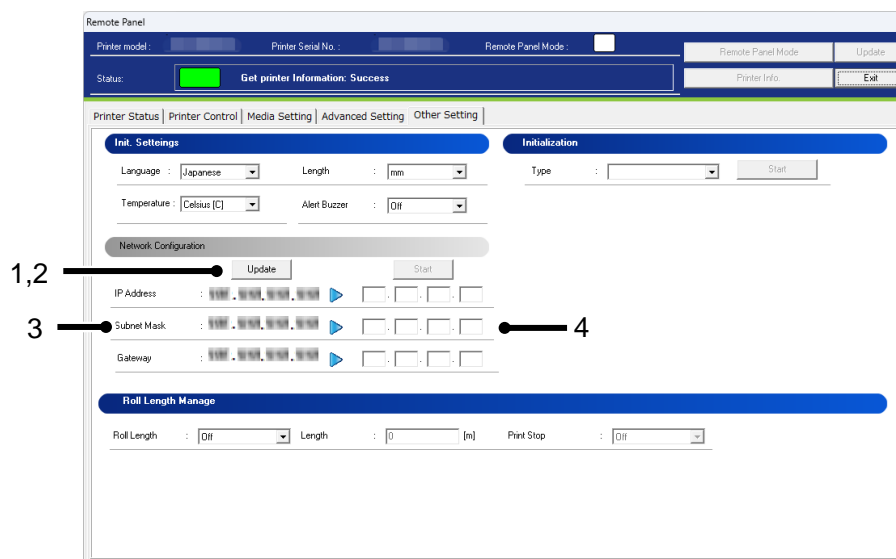 Remote Panel
Printer model : Printer Serial No. : Remote Panel Mode : Remote Panel Mode Update
Status: Get printer Information: Success Printer Info. Exit
Printer Status Printer Control Media Setting Advanced Setting Other Setting
Init. Setteings Initialization
Language : Japanese Length : mm Type : Start
Temperature : Celsius [C] Alert Buzzer : Off
Network Configuration
1,2 Update Start
IP Address : . . . . . .
3 Subnet Mask : . . . . . . 4
Gateway : . . . . . .
Roll Length Manage
Roll Length : Off Length : 0 [m] Print Stop : Off